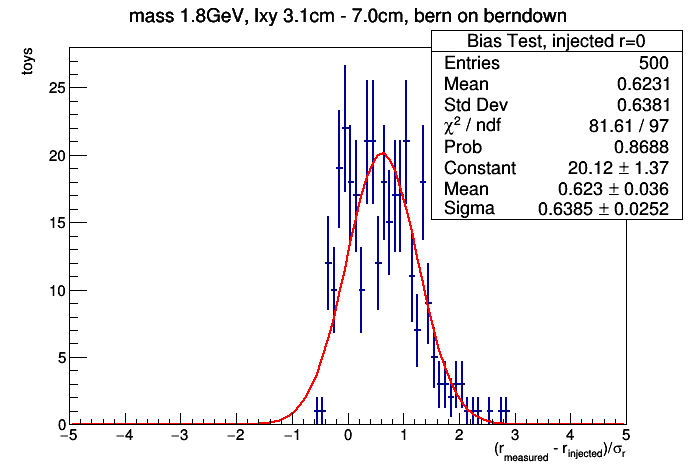 mass 1.8GeV, lxy 3.1cm - 7.0cm, bern on berndown
toys
Bias Test, injected r=0
Entries 500
Mean 0.6231
Std Dev 0.6381
χ² / ndf 81.61 / 97
Prob 0.8688
Constant 20.12 ± 1.37
Mean 0.623 ± 0.036
Sigma 0.6385 ± 0.0252
25
20
15
10
5
0
−5 −4 −3 −2 −1 0 1 2 3 4 5
(r_measured - r_injected)/σ_r